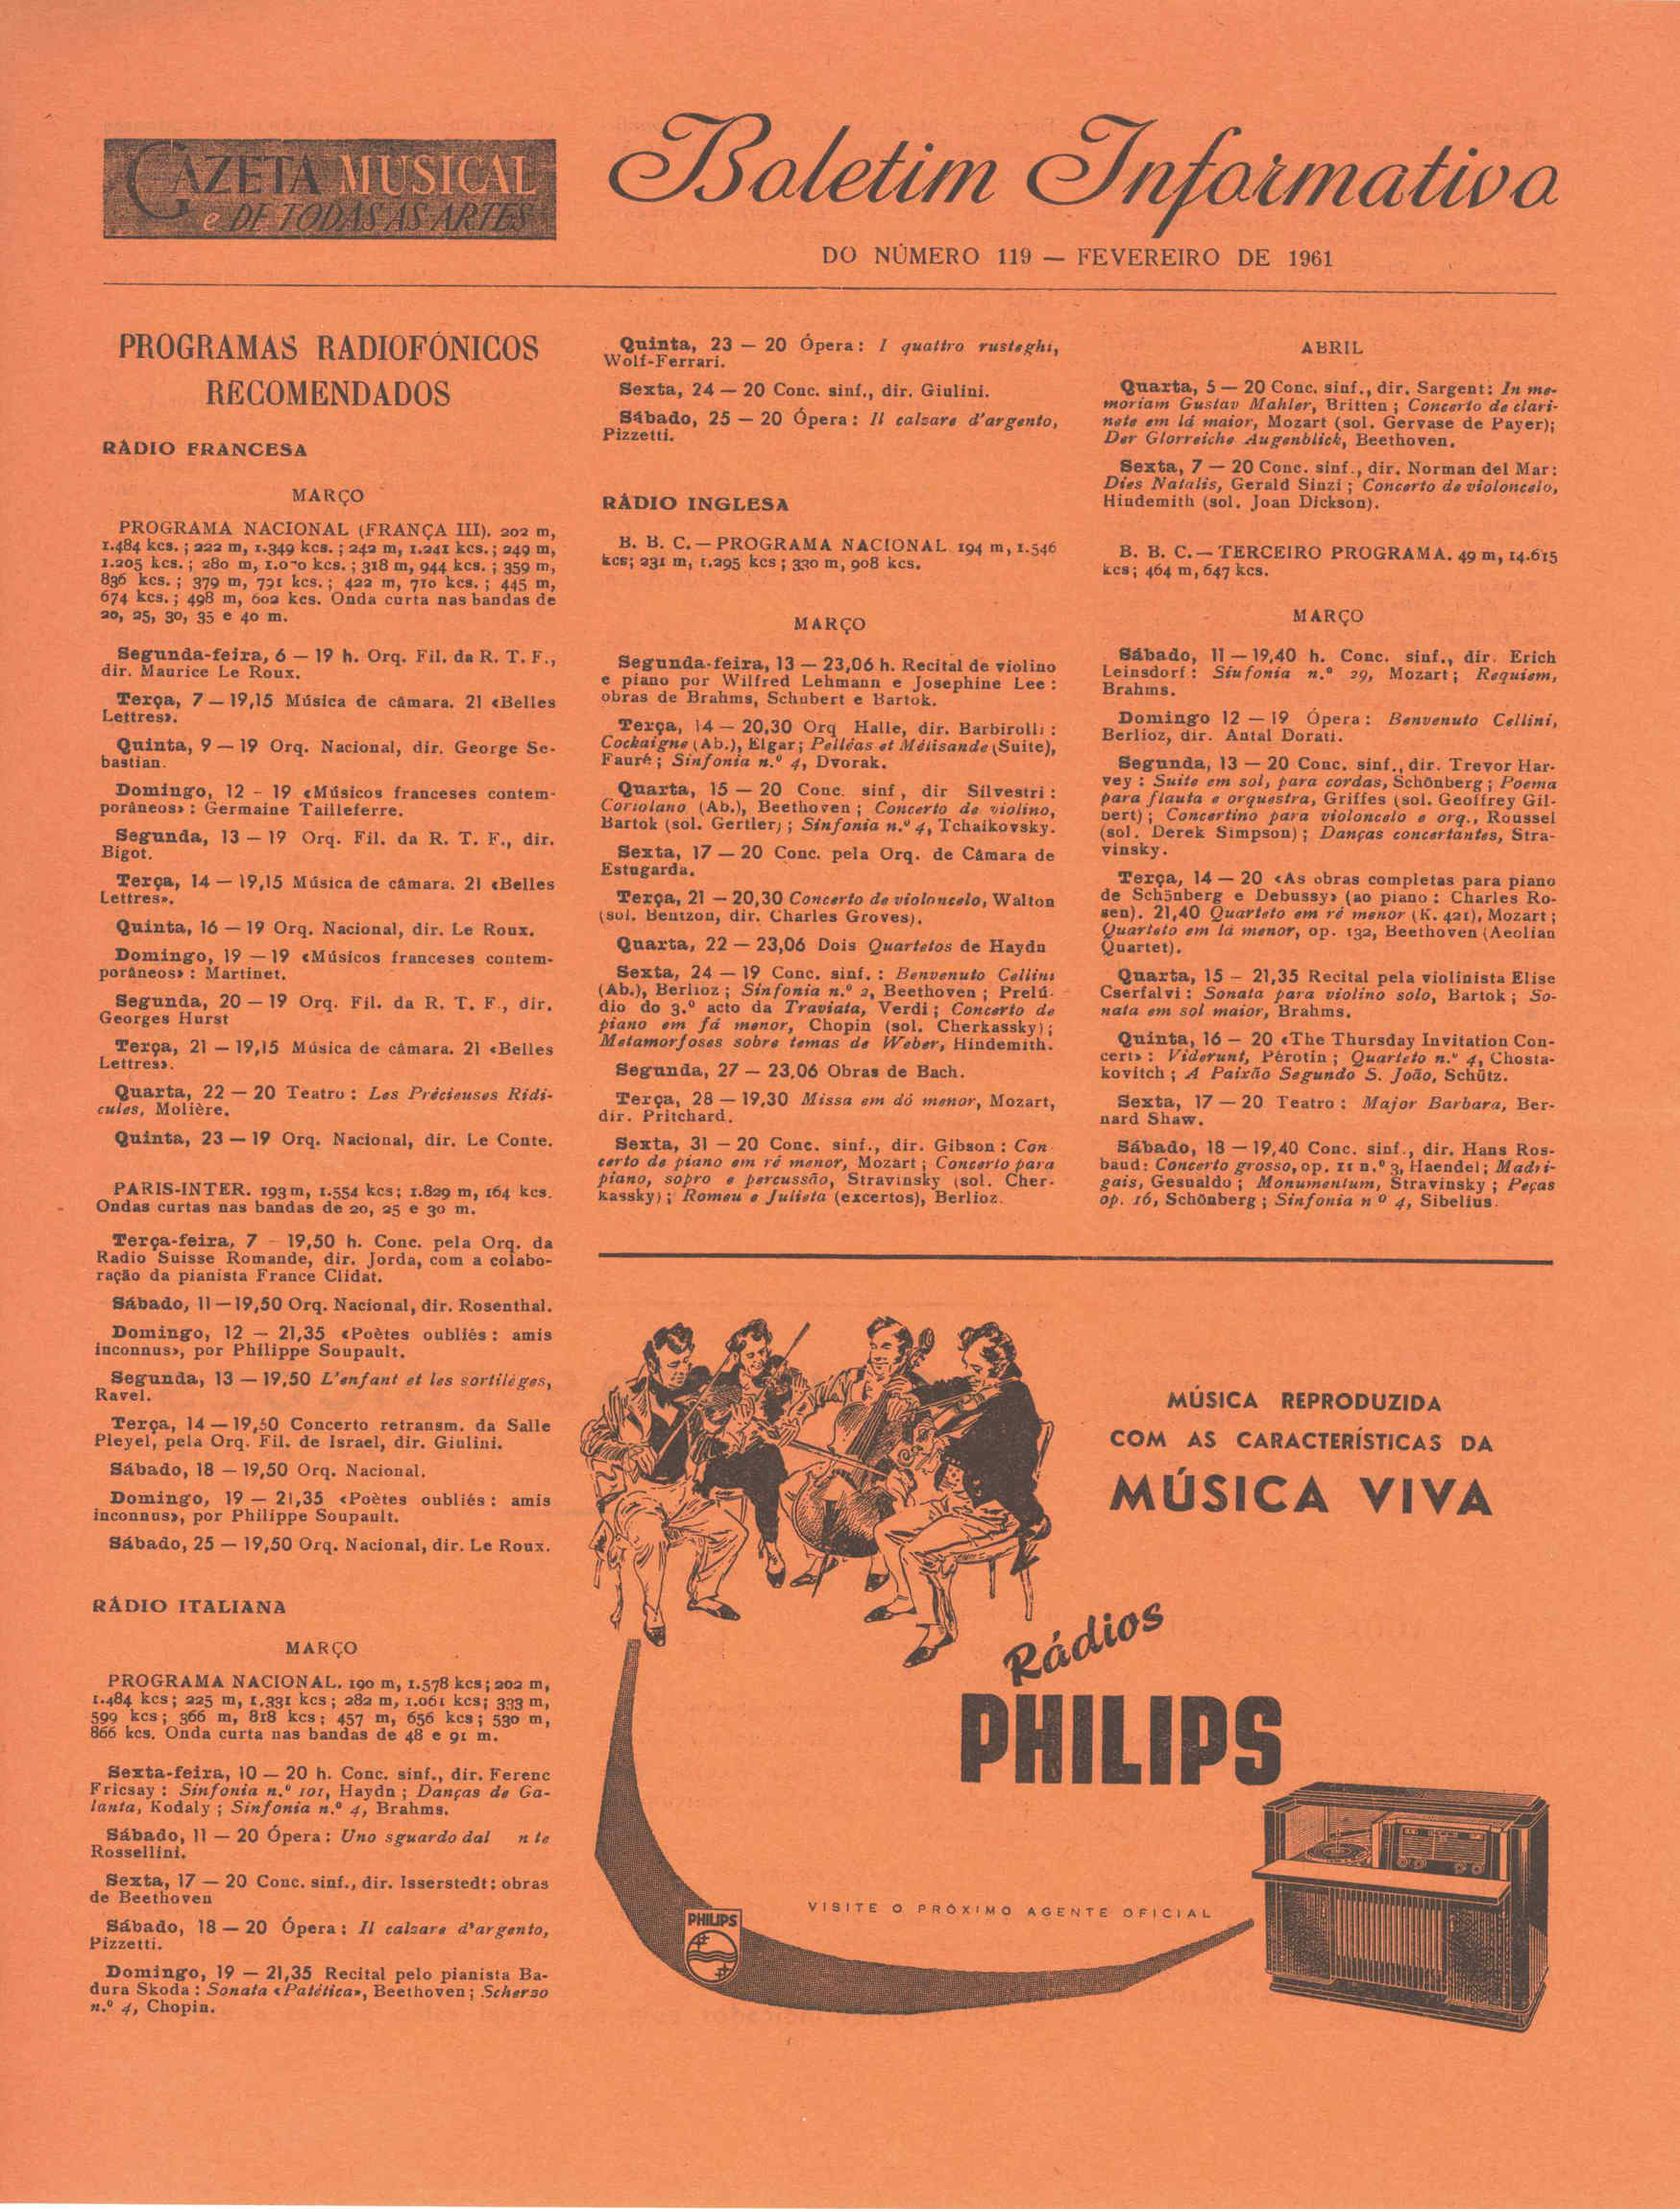 GAZETA MUSICAL
e DE TODAS AS ARTES
Boletim Informativo
DO NÚMERO 119 — FEVEREIRO DE 1961
PROGRAMAS RADIOFÓNICOS
RECOMENDADOS
RÁDIO FRANCESA
MARÇO
PROGRAMA NACIONAL (FRANÇA III). 202 m,
1.484 kcs. ; 222 m, 1.349 kcs. ; 242 m, 1.241 kcs. ; 249 m,
1.205 kcs. ; 280 m, kcs. ; 318 m, 944 kcs. ; 359 m,
836 kcs. ; 379 m, 791 kcs. ; 422 m, 710 kcs. ; 445 m,
674 kcs. ; 498 m, 602 kcs. Onda curta nas bandas de
20, 25, 30, 35 e 40 m.
Segunda-feira, 6 — 19 h. Orq. Fil. da R. T. F.,
dir. Maurice Le Roux.
Terça, 7 — 19,15 Música de câmara. 21 «Belles
Lettres».
Quinta, 9 — 19 Orq. Nacional, dir. George Se-
bastian.
Domingo, 12 - 19 «Músicos franceses contem-
porâneos» : Germaine Tailleferre.
Segunda, 13 — 19 Orq. Fil. da R. T. F., dir.
Bigot.
Terça, 14 — 19,15 Música de câmara. 21 «Belles
Lettres».
Quinta, 16 — 19 Orq. Nacional, dir. Le Roux.
Domingo, 19 — 19 «Músicos franceses contem-
porâneos» : Martinet.
Segunda, 20 — 19 Orq. Fil. da R. T. F., dir.
Georges Hurst
Terça, 21 — 19,15 Música de câmara. 21 «Belles
Lettres».
Quarta, 22 — 20 Teatro : Les Précieuses Ridi-
cules, Molière.
Quinta, 23 — 19 Orq. Nacional, dir. Le Conte.
PARIS-INTER. 193 m, 1.554 kcs; 1.829 m, 164 kcs.
Ondas curtas nas bandas de 20, 25 e 30 m.
Terça-feira, 7 - 19,50 h. Conc. pela Orq. da
Radio Suisse Romande, dir. Jorda, com a colabo-
ração da pianista France Clidat.
Sábado, 11 — 19,50 Orq. Nacional, dir. Rosenthal.
Domingo, 12 — 21,35 «Poètes oubliés : amis
inconnus», por Philippe Soupault.
Segunda, 13 — 19,50 L'enfant et les sortilèges,
Ravel.
Terça, 14 — 19,50 Concerto retransm. da Salle
Pleyel, pela Orq. Fil. de Israel, dir. Giulini.
Sábado, 18 — 19,50 Orq. Nacional.
Domingo, 19 — 21,35 «Poètes oubliés : amis
inconnus», por Philippe Soupault.
Sábado, 25 — 19,50 Orq. Nacional, dir. Le Roux.
RÁDIO ITALIANA
MARÇO
PROGRAMA NACIONAL. 190 m, 1.578 kcs; 202 m,
1.484 kcs; 225 m, 1.331 kcs; 282 m, 1.061 kcs; 333 m,
599 kcs; 366 m, 818 kcs; 457 m, 656 kcs; 530 m,
866 kcs. Onda curta nas bandas de 48 e 91 m.
Sexta-feira, 10 — 20 h. Conc. sinf., dir. Ferenc
Fricsay : Sinfonia n.º 101, Haydn ; Danças de Ga-
lanta, Kodaly ; Sinfonia n.º 4, Brahms.
Sábado, 11 — 20 Ópera : Uno sguardo dal nte
Rossellini.
Sexta, 17 — 20 Conc. sinf., dir. Isserstedt: obras
de Beethoven
Sábado, 18 — 20 Ópera : Il calzare d'argento,
Pizzetti.
Domingo, 19 — 21,35 Recital pelo pianista Ba-
dura Skoda : Sonata «Patética», Beethoven ; Scherzo
n.º 4, Chopin.
Quinta, 23 — 20 Ópera : I quattro rusteghi,
Wolf-Ferrari.
Sexta, 24 — 20 Conc. sinf., dir. Giulini.
Sábado, 25 — 20 Ópera : Il calzare d'argento,
Pizzetti.
RÁDIO INGLESA
B. B. C. — PROGRAMA NACIONAL 194 m, 1.546
kcs; 231 m, 1.295 kcs ; 330 m, 908 kcs.
MARÇO
Segunda-feira, 13 — 23,06 h. Recital de violino
e piano por Wilfred Lehmann e Josephine Lee :
obras de Brahms, Schubert e Bartok.
Terça, 14 — 20,30 Orq Halle, dir. Barbirolli :
Cockaigne (Ab.), Elgar; Pelléas et Mélisande (Suite),
Fauré ; Sinfonia n.º 4, Dvorak.
Quarta, 15 — 20 Conc. sinf, dir Silvestri :
Coriolano (Ab.), Beethoven ; Concerto de violino,
Bartok (sol. Gertler) ; Sinfonia n.º 4, Tchaikovsky.
Sexta, 17 — 20 Conc. pela Orq. de Câmara de
Estugarda.
Terça, 21 — 20,30 Concerto de violoncelo, Walton
(sol. Bentzon, dir. Charles Groves).
Quarta, 22 — 23,06 Dois Quartetos de Haydn
Sexta, 24 — 19 Conc. sinf. : Benvenuto Cellini
(Ab.), Berlioz ; Sinfonia n.º 2, Beethoven ; Prelú-
dio do 3.º acto da Traviata, Verdi ; Concerto de
piano em fá menor, Chopin (sol. Cherkassky) ;
Metamorfoses sobre temas de Weber, Hindemith.
Segunda, 27 — 23,06 Obras de Bach.
Terça, 28 — 19,30 Missa em dó menor, Mozart,
dir. Pritchard.
Sexta, 31 — 20 Conc. sinf., dir. Gibson : Con-
certo de piano em ré menor, Mozart ; Concerto para
piano, sopro e percussão, Stravinsky (sol. Cher-
kassky) ; Romeu e Julieta (excertos), Berlioz.
ABRIL
Quarta, 5 — 20 Conc. sinf., dir. Sargent: In me-
moriam Gustav Mahler, Britten ; Concerto de clari-
nete em lá maior, Mozart (sol. Gervase de Payer);
Der Glorreiche Augenblick, Beethoven.
Sexta, 7 — 20 Conc. sinf., dir. Norman del Mar:
Dies Natalis, Gerald Sinzi ; Concerto de violoncelo,
Hindemith (sol. Joan Dickson).
B. B. C. — TERCEIRO PROGRAMA. 49 m, 14.615
kcs; 464 m, 647 kcs.
MARÇO
Sábado, 11 — 19,40 h. Conc. sinf., dir. Erich
Leinsdorf : Siufonia n.º 29, Mozart ; Requiem,
Brahms.
Domingo 12 — 19 Ópera : Benvenuto Cellini,
Berlioz, dir. Antal Dorati.
Segunda, 13 — 20 Conc. sinf., dir. Trevor Har-
vey : Suite em sol, para cordas, Schönberg ; Poema
para flauta e orquestra, Griffes (sol. Geoffrey Gil-
bert) ; Concertino para violoncelo e orq., Roussel
(sol. Derek Simpson) ; Danças concertantes, Stra-
vinsky.
Terça, 14 — 20 «As obras completas para piano
de Schönberg e Debussy» (ao piano : Charles Ro-
sen). 21,40 Quarteto em ré menor (K. 421), Mozart ;
Quarteto em lá menor, op. 132, Beethoven (Aeolian
Quartet).
Quarta, 15 — 21,35 Recital pela violinista Elise
Cserfalvi : Sonata para violino solo, Bartok ; So-
nata em sol maior, Brahms.
Quinta, 16 — 20 «The Thursday Invitation Con-
cert» : Viderunt, Pèrotin ; Quarteto n.º 4, Chosta-
kovitch ; A Paixão Segundo S. João, Schütz.
Sexta, 17 — 20 Teatro : Major Barbara, Ber-
nard Shaw.
Sábado, 18 — 19,40 Conc. sinf., dir. Hans Ros-
baud: Concerto grosso, op. 11 n.º 3, Haendel ; Madri-
gais, Gesualdo ; Monumentum, Stravinsky ; Peças
op. 16, Schönberg ; Sinfonia n º 4, Sibelius.
MÚSICA REPRODUZIDA
COM AS CARACTERÍSTICAS DA
MÚSICA VIVA
Rádios
PHILIPS
VISITE O PRÓXIMO AGENTE OFICIAL
PHILIPS